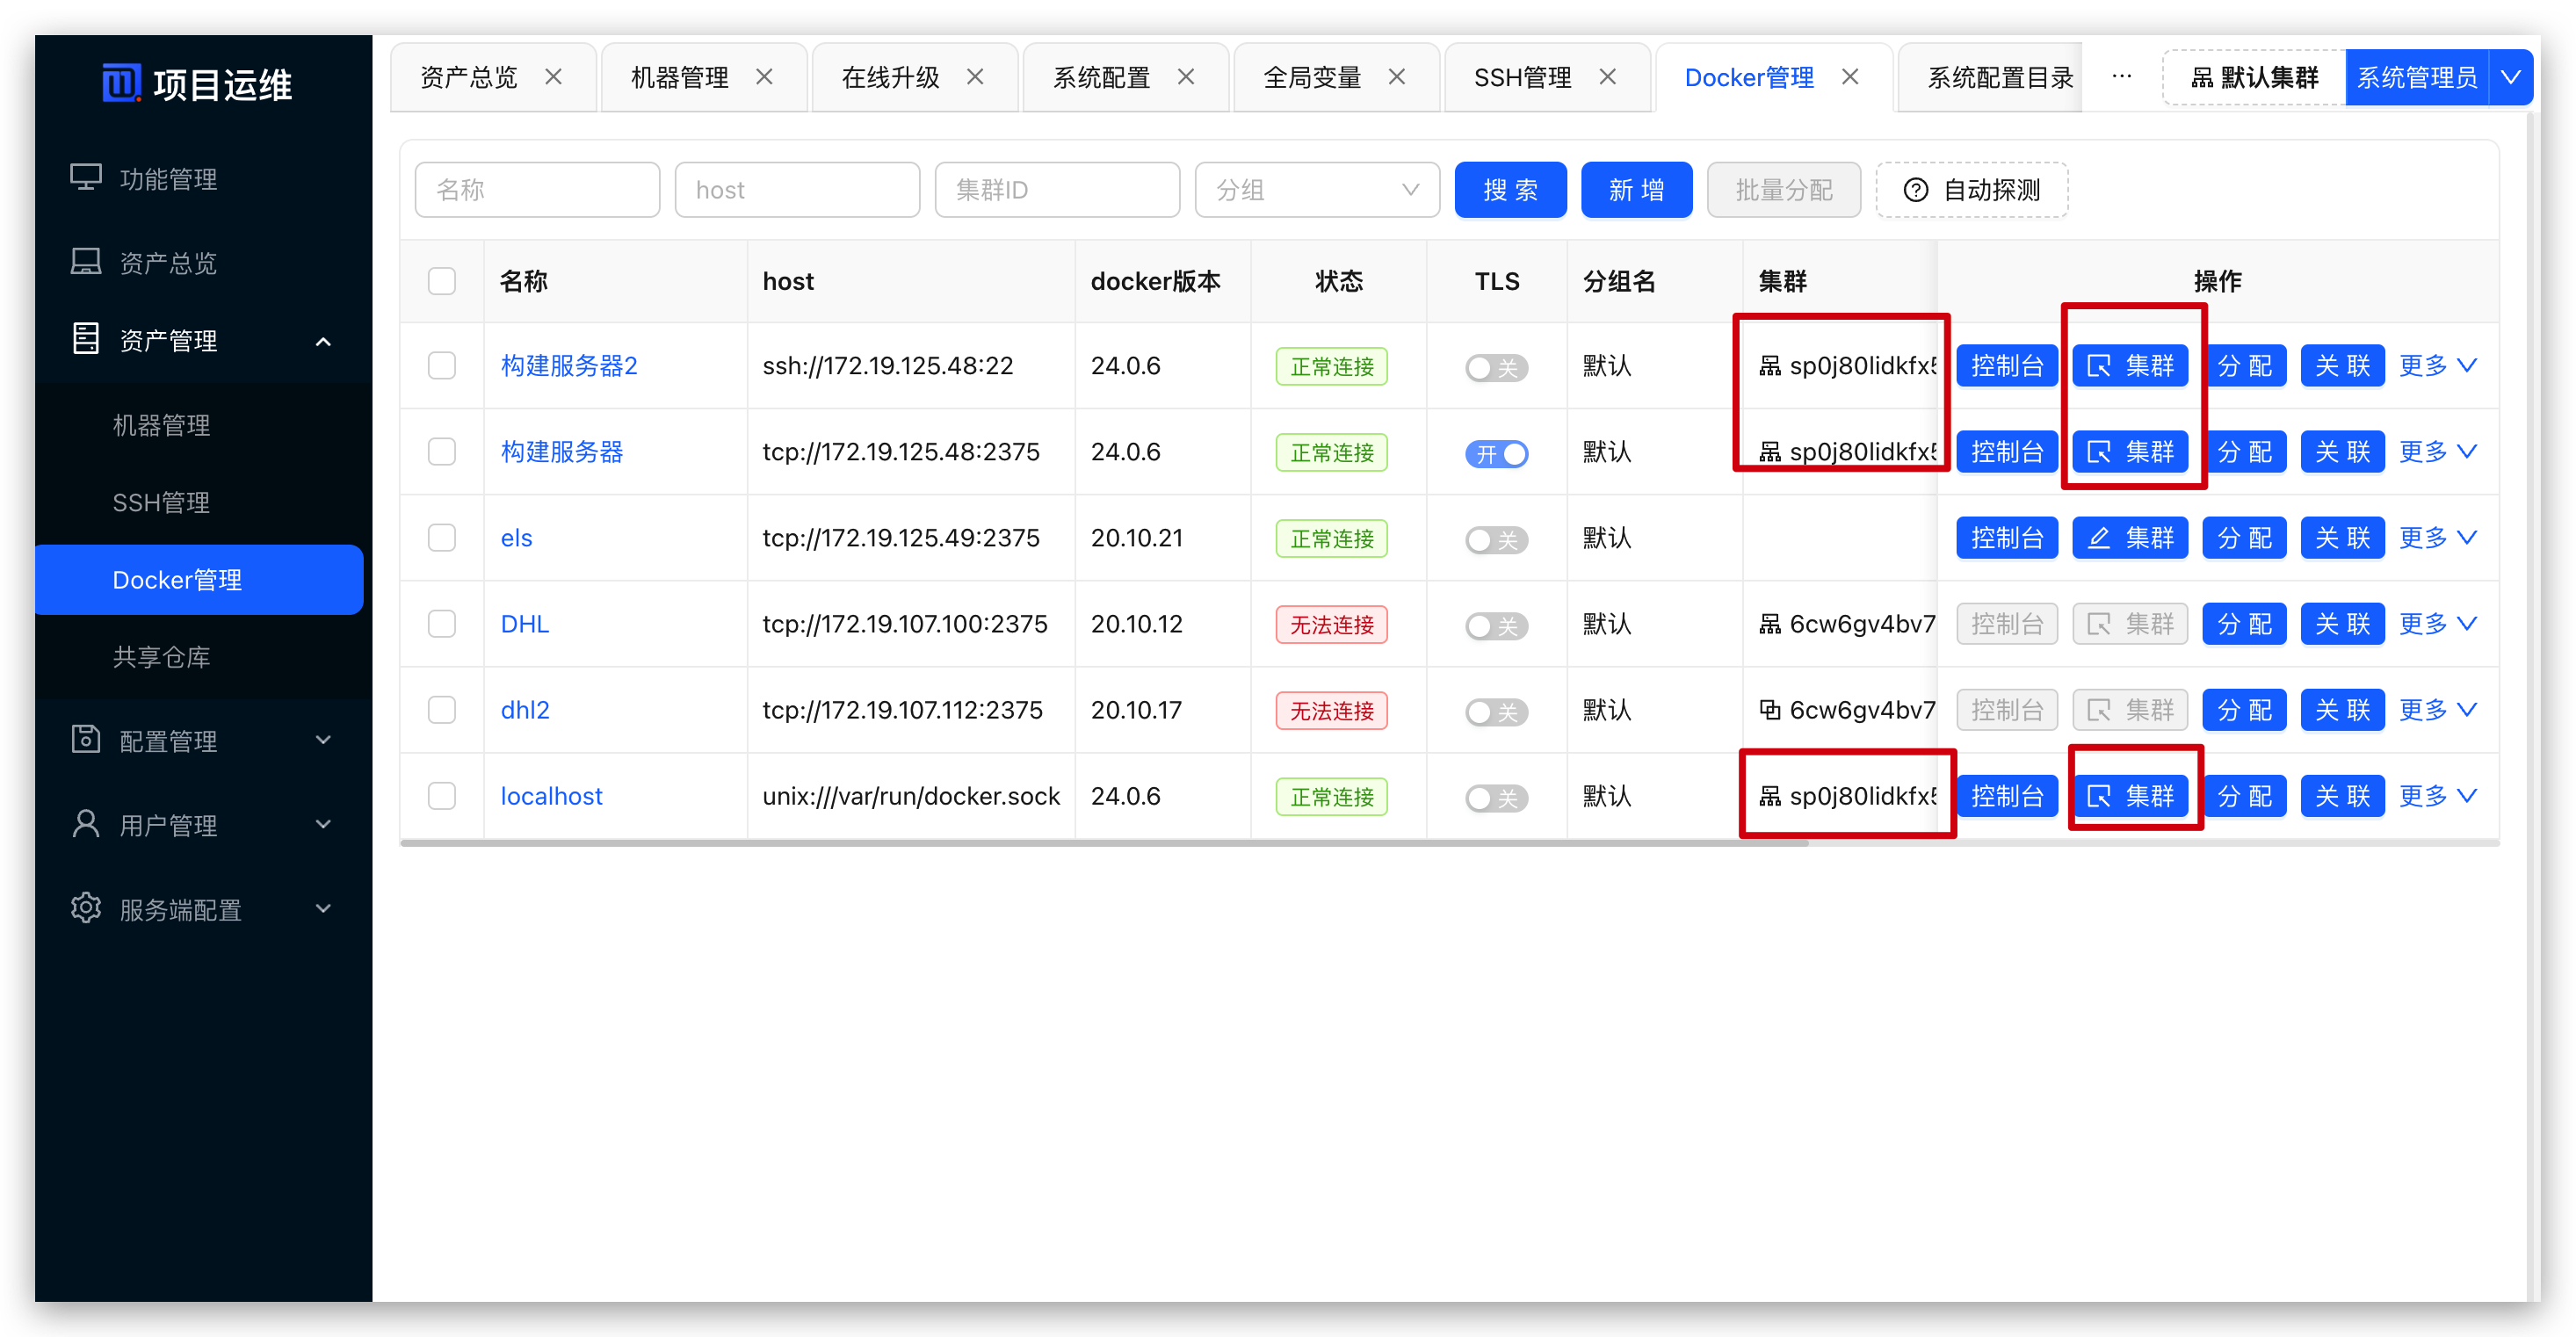 项目运维
功能管理
资产总览
资产管理
机器管理
SSH管理
Docker管理
共享仓库
配置管理
用户管理
服务端配置
资产总览 机器管理 在线升级 系统配置 全局变量 SSH管理 Docker管理 系统配置目录 ··· 默认集群 系统管理员
名称 host 集群ID 分组 搜 索 新 增 批量分配 自动探测
名称 host docker版本 状态 TLS 分组名 集群 操作
构建服务器2 ssh://172.19.125.48:22 24.0.6 正常连接 关 默认 sp0j80lidkfx5 控制台 集群 分 配 关 联 更多
构建服务器 tcp://172.19.125.48:2375 24.0.6 正常连接 开 默认 sp0j80lidkfx5 控制台 集群 分 配 关 联 更多
els tcp://172.19.125.49:2375 20.10.21 正常连接 关 默认 控制台 集群 分 配 关 联 更多
DHL tcp://172.19.107.100:2375 20.10.12 无法连接 关 默认 6cw6gv4bv7 控制台 集群 分 配 关 联 更多
dhl2 tcp://172.19.107.112:2375 20.10.17 无法连接 关 默认 6cw6gv4bv7 控制台 集群 分 配 关 联 更多
localhost unix:///var/run/docker.sock 24.0.6 正常连接 关 默认 sp0j80lidkfx5 控制台 集群 分 配 关 联 更多